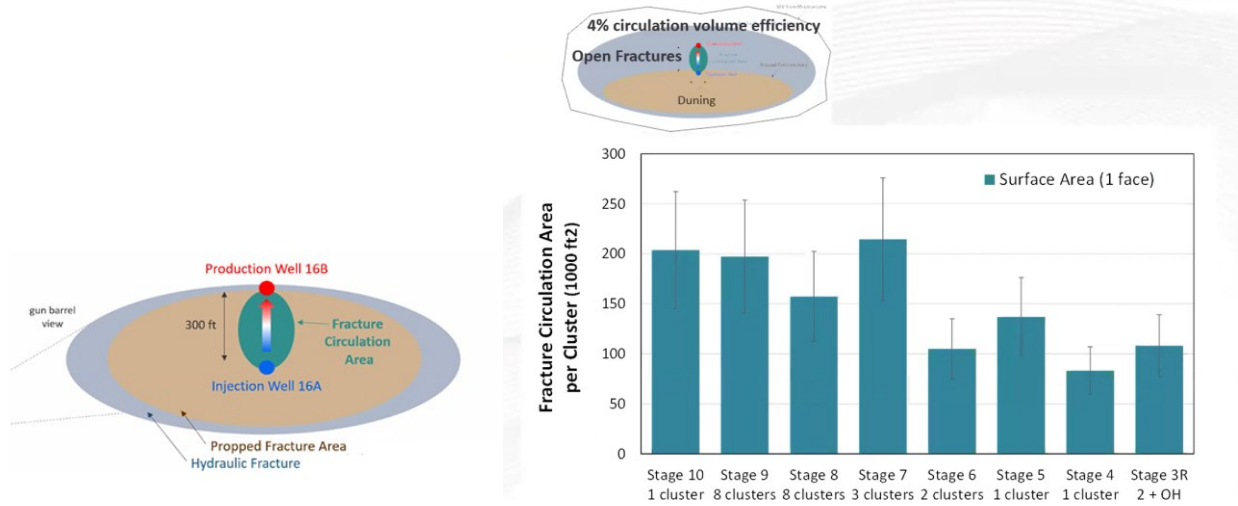 4% circulation volume efficiency
Open Fractures
Duning
Production Well 16B
gun barrel
view
300 ft
Fracture
Circulation
Area
Injection Well 16A
Propped Fracture Area
Hydraulic Fracture
Fracture Circulation Area
per Cluster (1000 ft2)
300
250
200
150
100
50
0
Surface Area (1 face)
Stage 10
1 cluster
Stage 9
8 clusters
Stage 8
8 clusters
Stage 7
3 clusters
Stage 6
2 clusters
Stage 5
1 cluster
Stage 4
1 cluster
Stage 3R
2 + OH